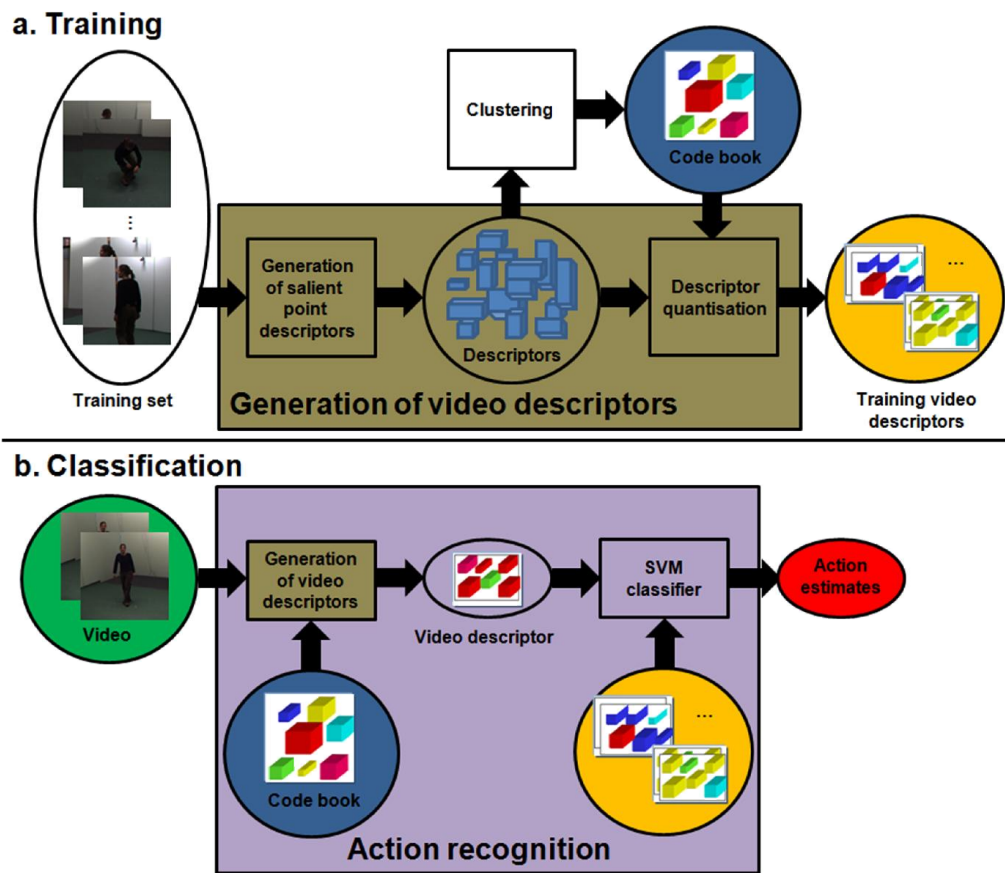 a. Training
Clustering
Code book
...
Generation
of salient
point
descriptors
Descriptors
Descriptor
quantisation
...
Training set
Generation of video descriptors
Training video
descriptors
b. Classification
Video
Generation
of video
descriptors
Video descriptor
SVM
classifier
Action
estimates
Code book
...
Action recognition